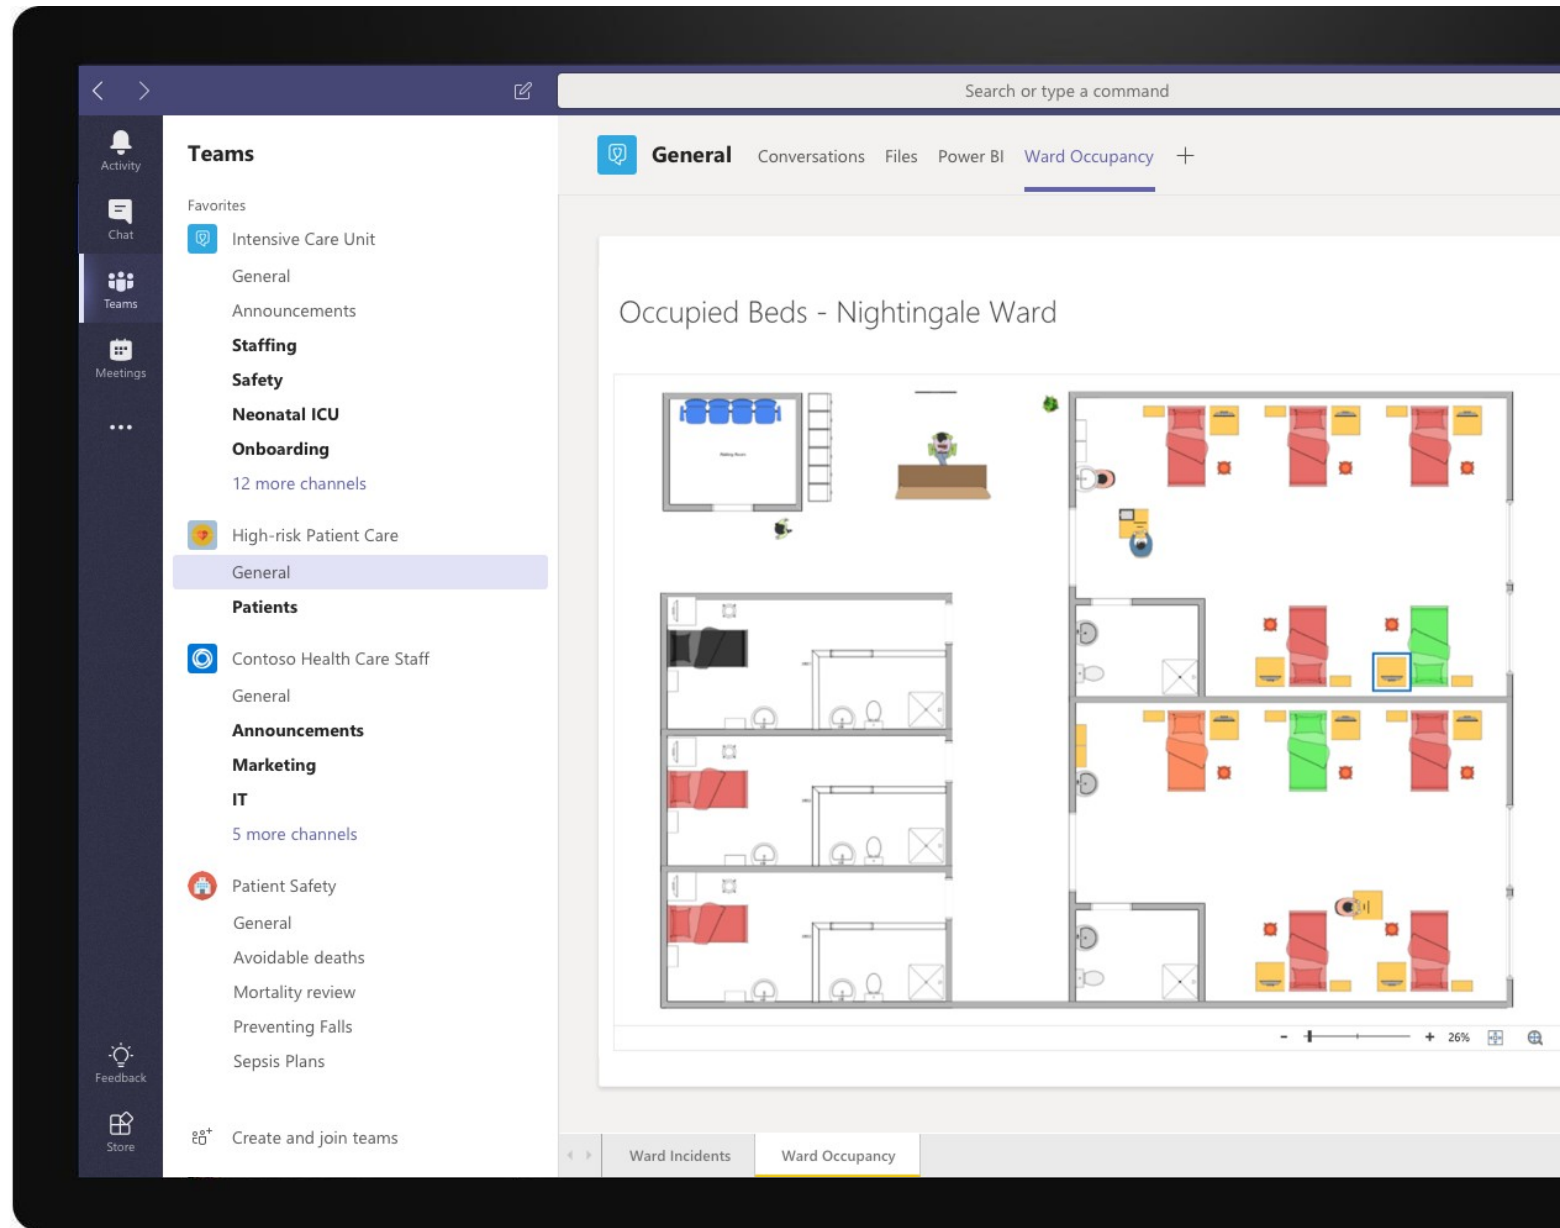 Search or type a command
Activity
Chat
Teams
Meetings
Feedback
Store
Teams
Favorites
Intensive Care Unit
General
Announcements
Staffing
Safety
Neonatal ICU
Onboarding
12 more channels
High-risk Patient Care
General
Patients
Contoso Health Care Staff
General
Announcements
Marketing
IT
5 more channels
Patient Safety
General
Avoidable deaths
Mortality review
Preventing Falls
Sepsis Plans
Create and join teams
General Conversations Files Power BI Ward Occupancy
Occupied Beds - Nightingale Ward
Waiting Room
- + 26%
Ward Incidents Ward Occupancy